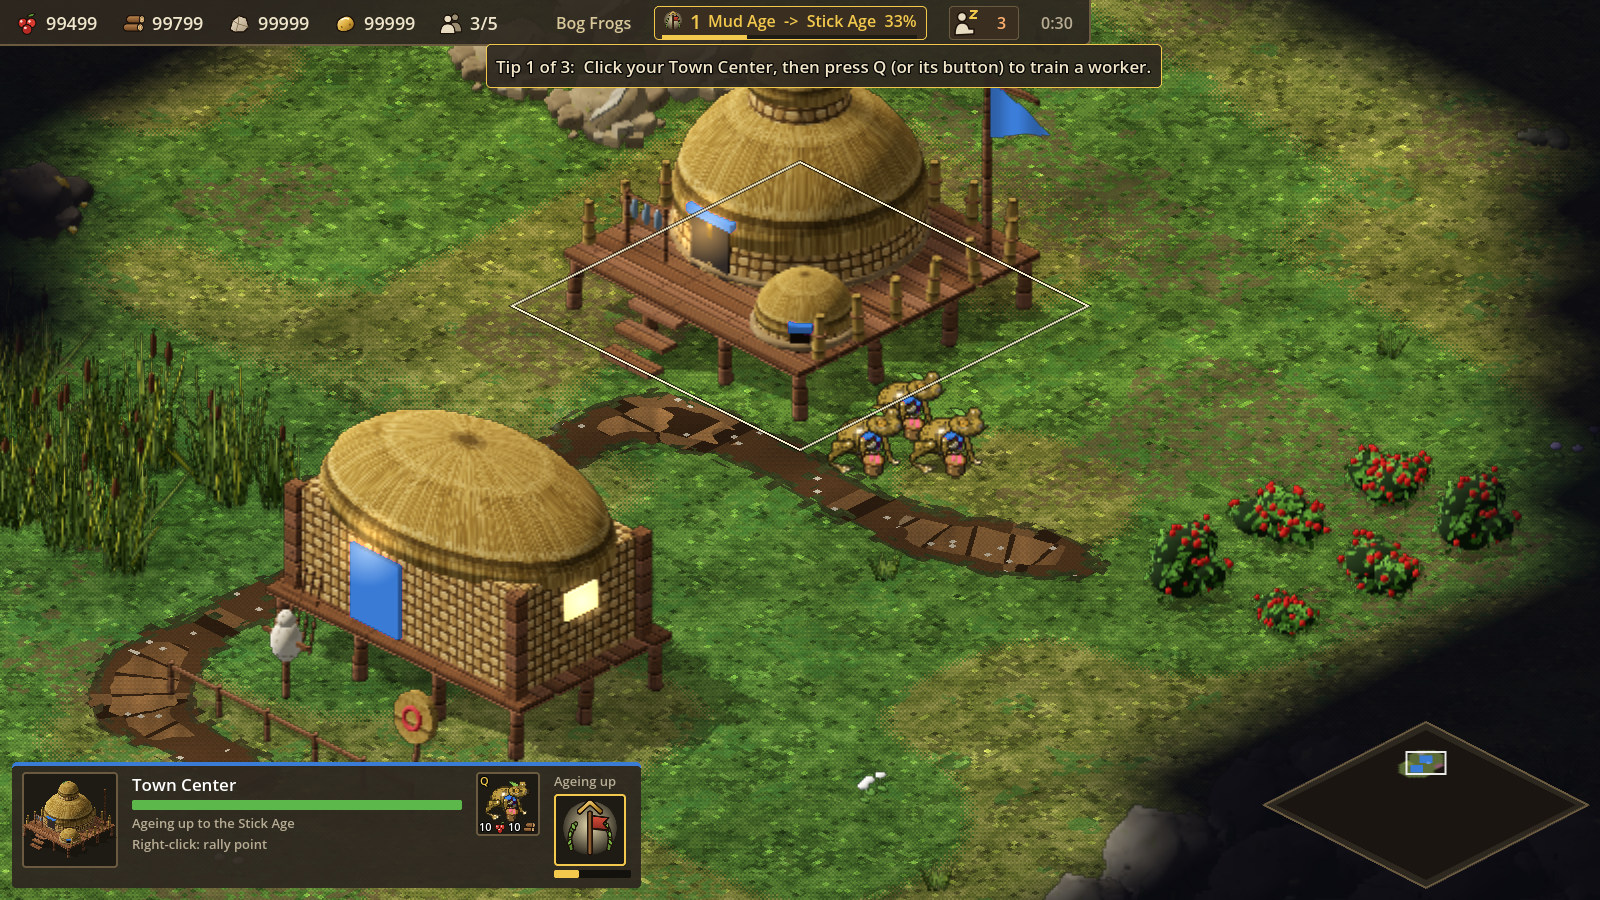 99499 99799 99999 99999 3/5 Bog Frogs 1 Mud Age -> Stick Age 33% z 3 0:30
Tip 1 of 3: Click your Town Center, then press Q (or its button) to train a worker.
Town Center
Ageing up to the Stick Age
Right-click: rally point
Q
10 10
Ageing up